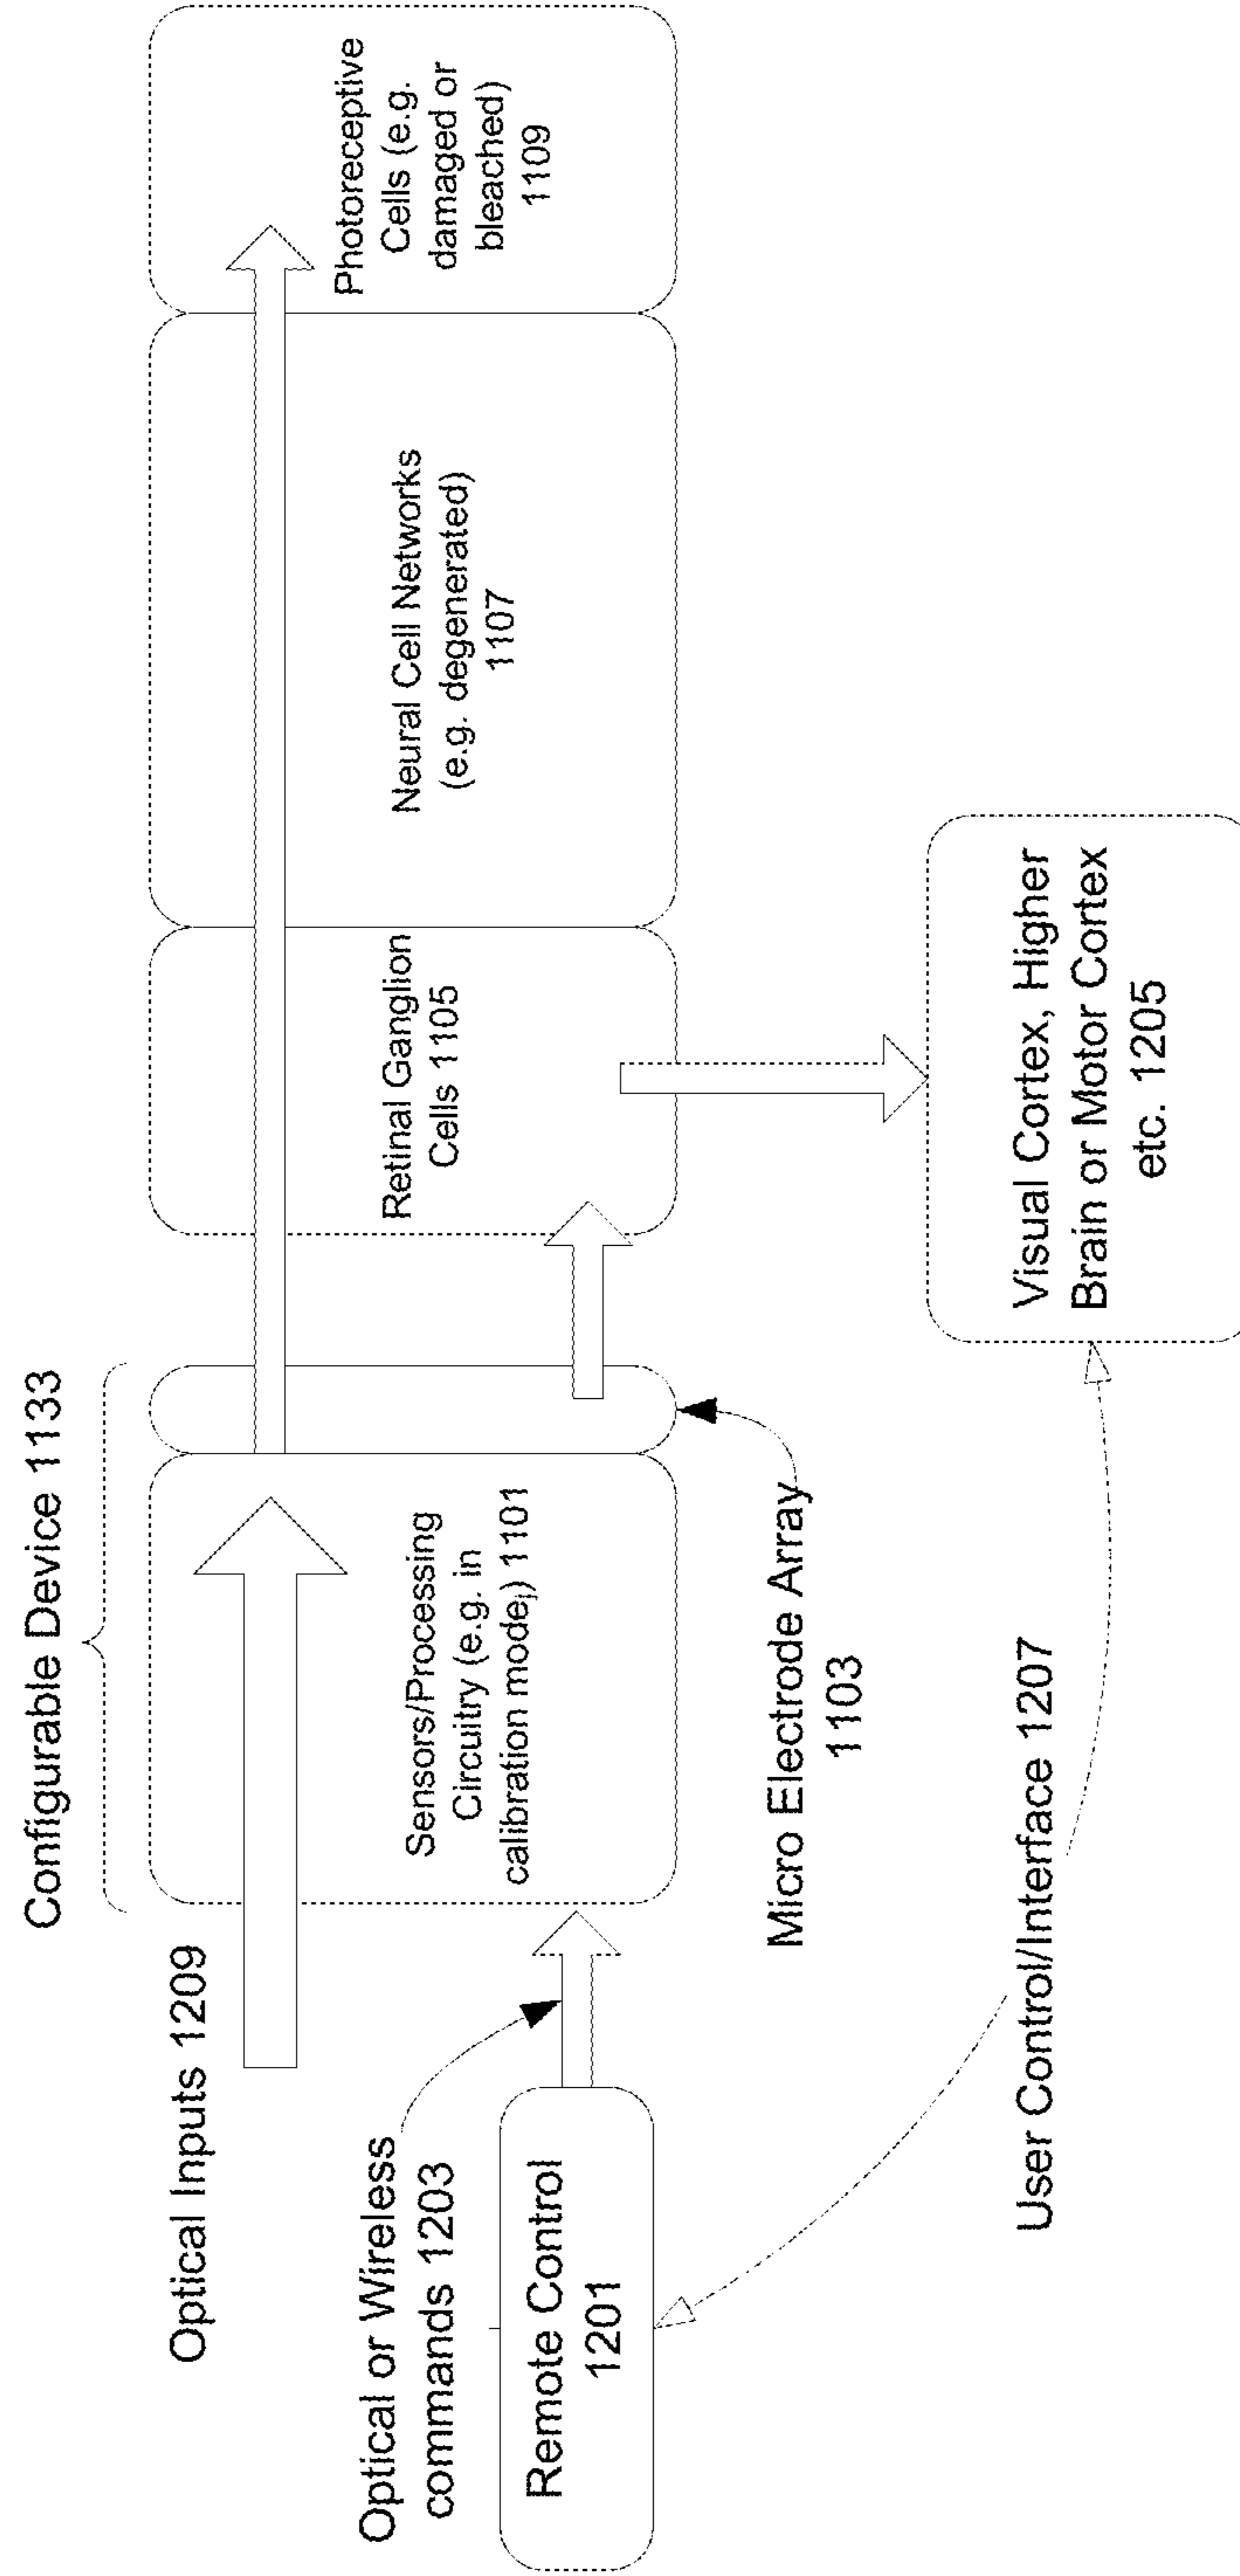 Configurable Device 1133
Optical Inputs 1209
Optical or Wireless
commands 1203
Remote Control
1201
Sensors/Processing
Circuitry (e.g. in
calibration mode¡) 1101
Micro Electrode Array
1103
Retinal Ganglion
Cells 1105
Neural Cell Networks
(e.g. degenerated)
1107
Photoreceptive
Cells (e.g.
damaged or
bleached)
1109
Visual Cortex, Higher
Brain or Motor Cortex
etc. 1205
User Control/Interface 1207